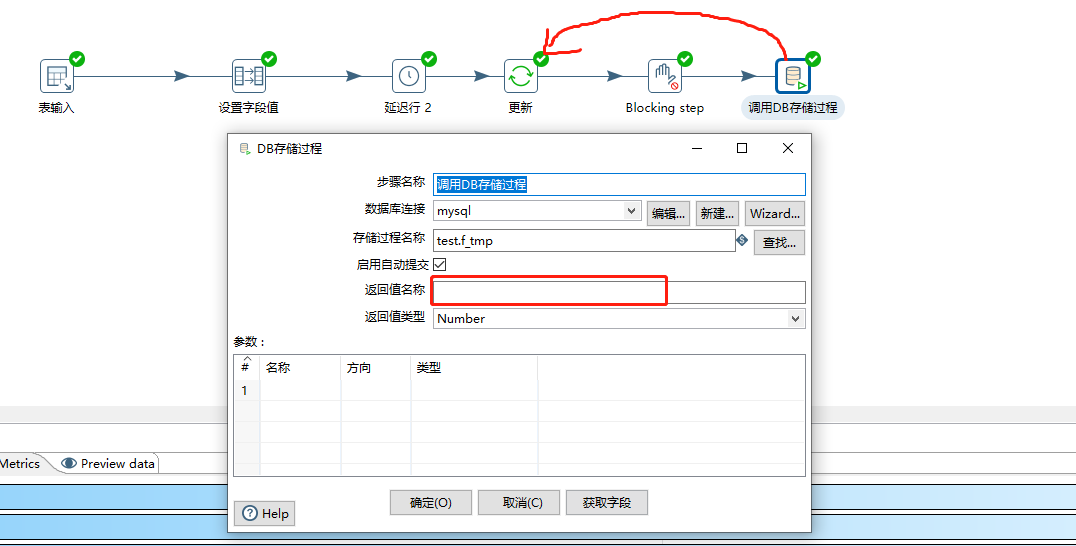 表输入
设置字段值
延迟行 2
更新
Blocking step
调用DB存储过程
DB存储过程
步骤名称 调用DB存储过程
数据库连接 mysql 编辑... 新建... Wizard...
存储过程名称 test.f_tmp 查找...
启用自动提交
返回值名称
返回值类型 Number
参数：
# 名称 方向 类型
1
Metrics Preview data
确定(O) 取消(C) 获取字段
Help